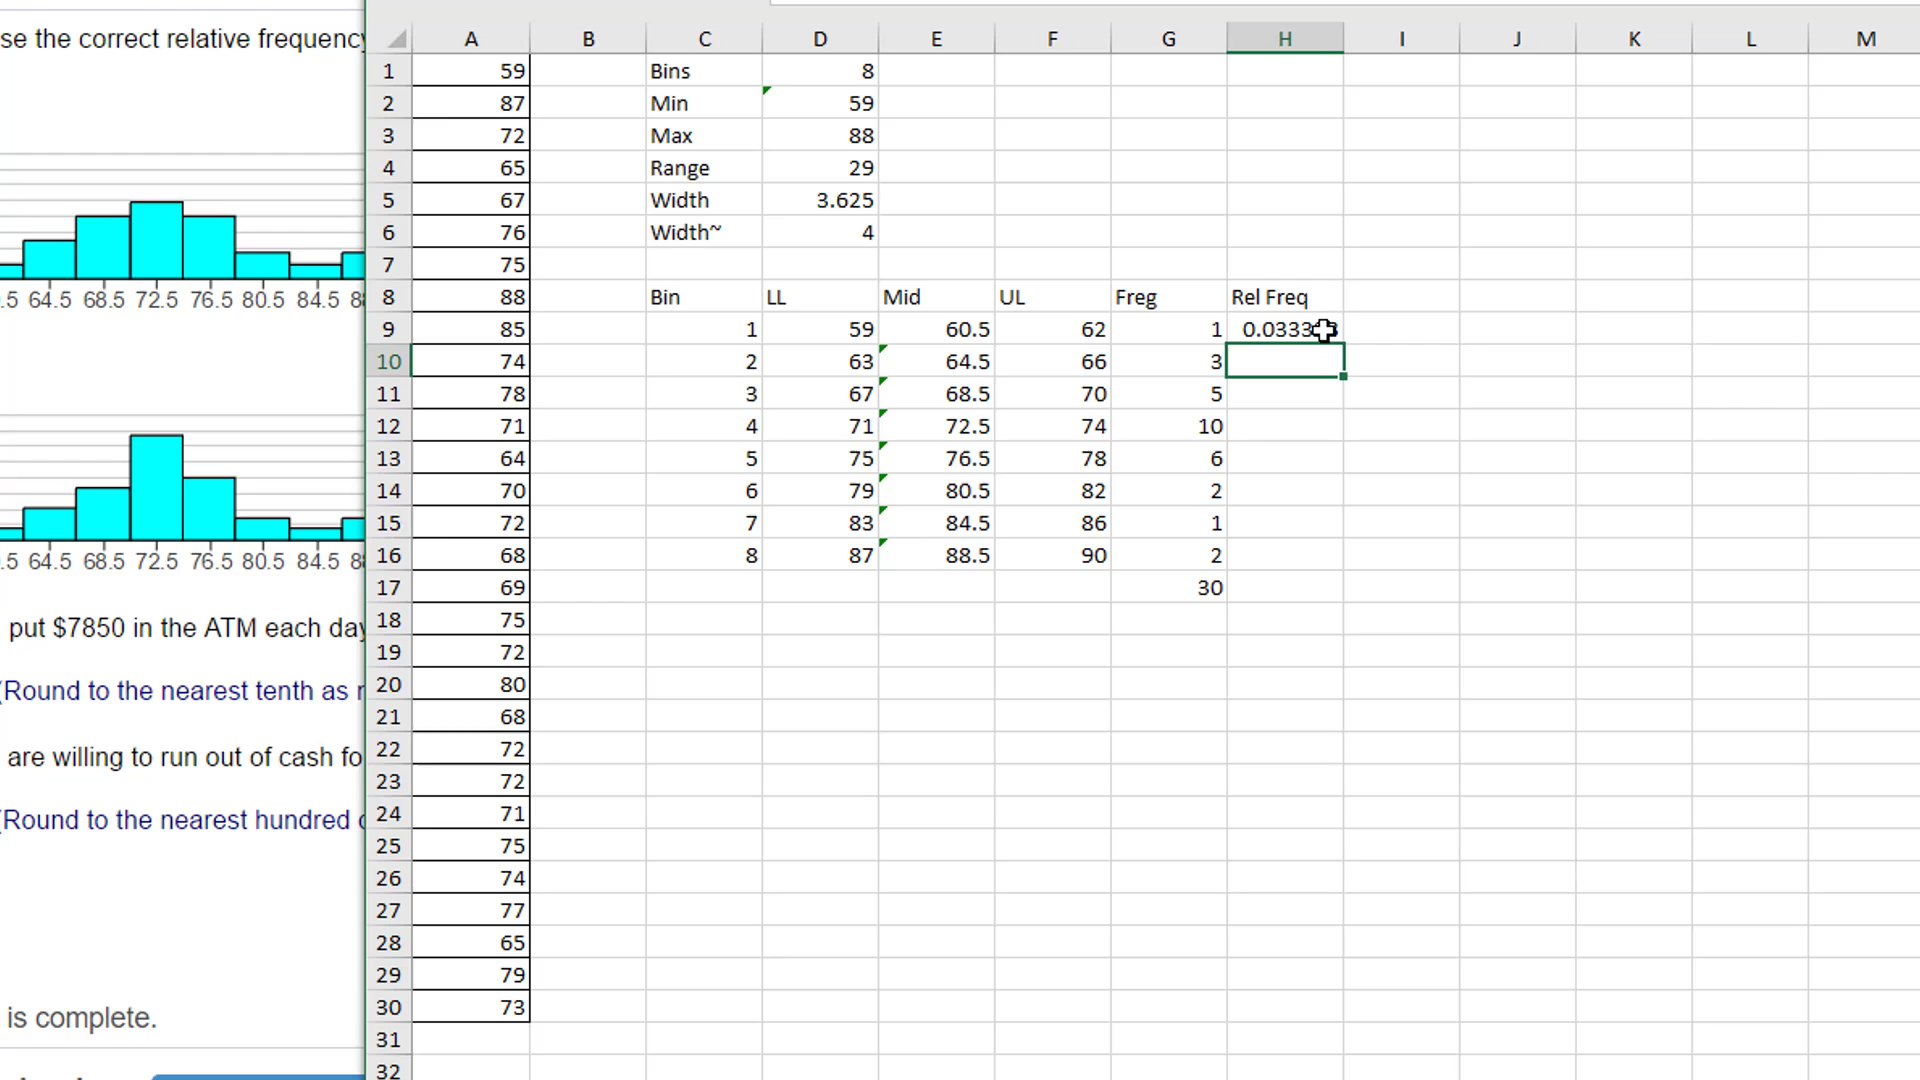 se the correct relative frequency
.5 64.5 68.5 72.5 76.5 80.5 84.5
.5 64.5 68.5 72.5 76.5 80.5 84.5
put $7850 in the ATM each day
(Round to the nearest tenth as
are willing to run out of cash fo
(Round to the nearest hundred
is complete.
A B C D E F G H I J K L M
1 59 Bins 8
2 87 Min 59
3 72 Max 88
4 65 Range 29
5 67 Width 3.625
6 76 Width~ 4
7 75
8 88 Bin LL Mid UL Freg Rel Freq
9 85 1 59 60.5 62 1 0.0333
10 74 2 63 64.5 66 3
11 78 3 67 68.5 70 5
12 71 4 71 72.5 74 10
13 64 5 75 76.5 78 6
14 70 6 79 80.5 82 2
15 72 7 83 84.5 86 1
16 68 8 87 88.5 90 2
17 69 30
18 75
19 72
20 80
21 68
22 72
23 72
24 71
25 75
26 74
27 77
28 65
29 79
30 73
31
32